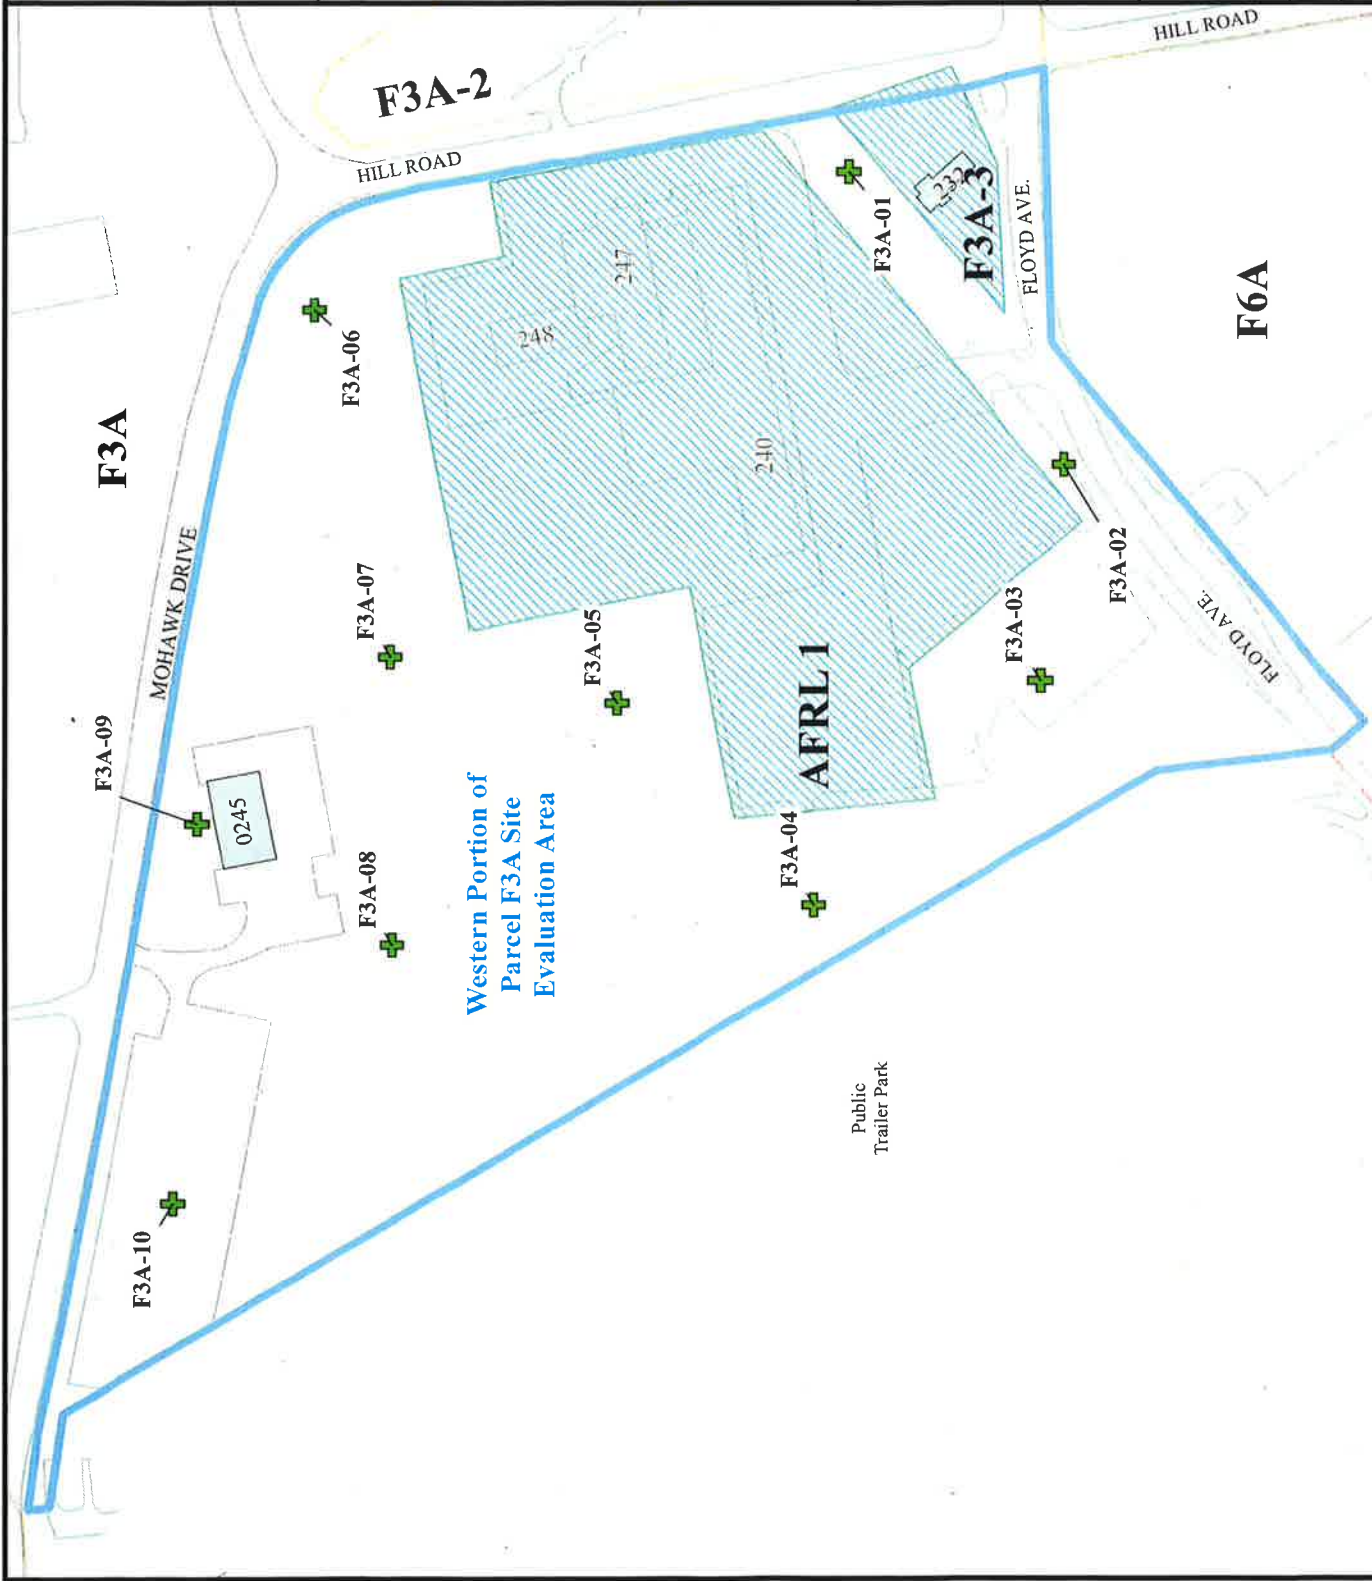 HILL ROAD
F3A-2
HILL ROAD
F3A
MOHAWK DRIVE
F3A-06
F3A-07
F3A-09
0245
F3A-08
F3A-10
F3A-05
248
247
240
F3A-01
232
F3A-3
FLOYD AVE.
F6A
F3A-02
F3A-03
FLOYD AVE.
AFRL 1
F3A-04
Western Portion of
Parcel F3A Site
Evaluation Area
Public
Trailer Park